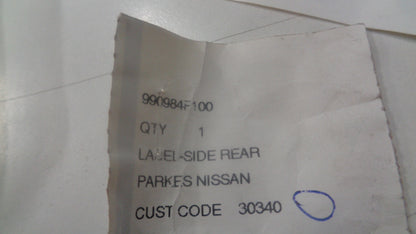 990984F100
QTY 1
LABEL-SIDE REAR
PARKES NISSAN
CUST CODE 30340